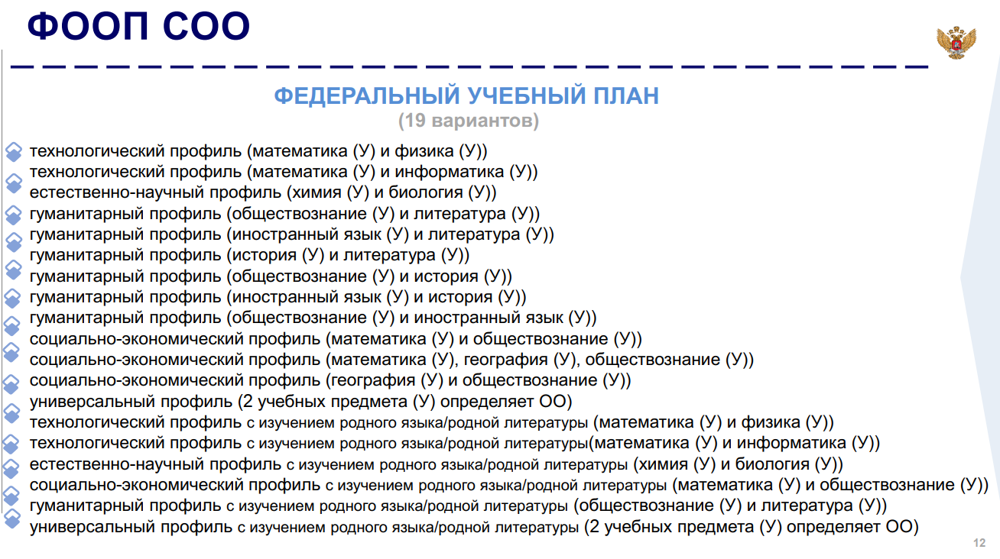 ФООП СОО
ФЕДЕРАЛЬНЫЙ УЧЕБНЫЙ ПЛАН
(19 вариантов)
технологический профиль (математика (У) и физика (У))
технологический профиль (математика (У) и информатика (У))
естественно-научный профиль (химия (У) и биология (У))
гуманитарный профиль (обществознание (У) и литература (У))
гуманитарный профиль (иностранный язык (У) и литература (У))
гуманитарный профиль (история (У) и литература (У))
гуманитарный профиль (обществознание (У) и история (У))
гуманитарный профиль (иностранный язык (У) и история (У))
гуманитарный профиль (обществознание (У) и иностранный язык (У))
социально-экономический профиль (математика (У) и обществознание (У))
социально-экономический профиль (математика (У), география (У), обществознание (У))
социально-экономический профиль (география (У) и обществознание (У))
универсальный профиль (2 учебных предмета (У) определяет ОО)
технологический профиль с изучением родного языка/родной литературы (математика (У) и физика (У))
технологический профиль с изучением родного языка/родной литературы(математика (У) и информатика (У))
естественно-научный профиль с изучением родного языка/родной литературы (химия (У) и биология (У))
социально-экономический профиль с изучением родного языка/родной литературы (математика (У) и обществознание (У))
гуманитарный профиль с изучением родного языка/родной литературы (обществознание (У) и литература (У))
универсальный профиль с изучением родного языка/родной литературы (2 учебных предмета (У) определяет ОО)
12